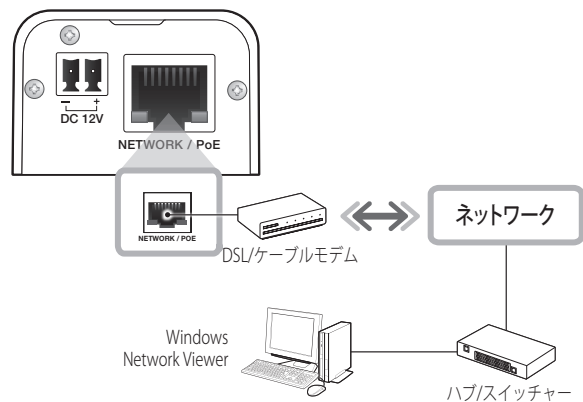 − +
DC 12V
NETWORK / PoE
NETWORK / POE
DSL/ケーブルモデム
ネットワーク
Windows
Network Viewer
ハブ/スイッチャー